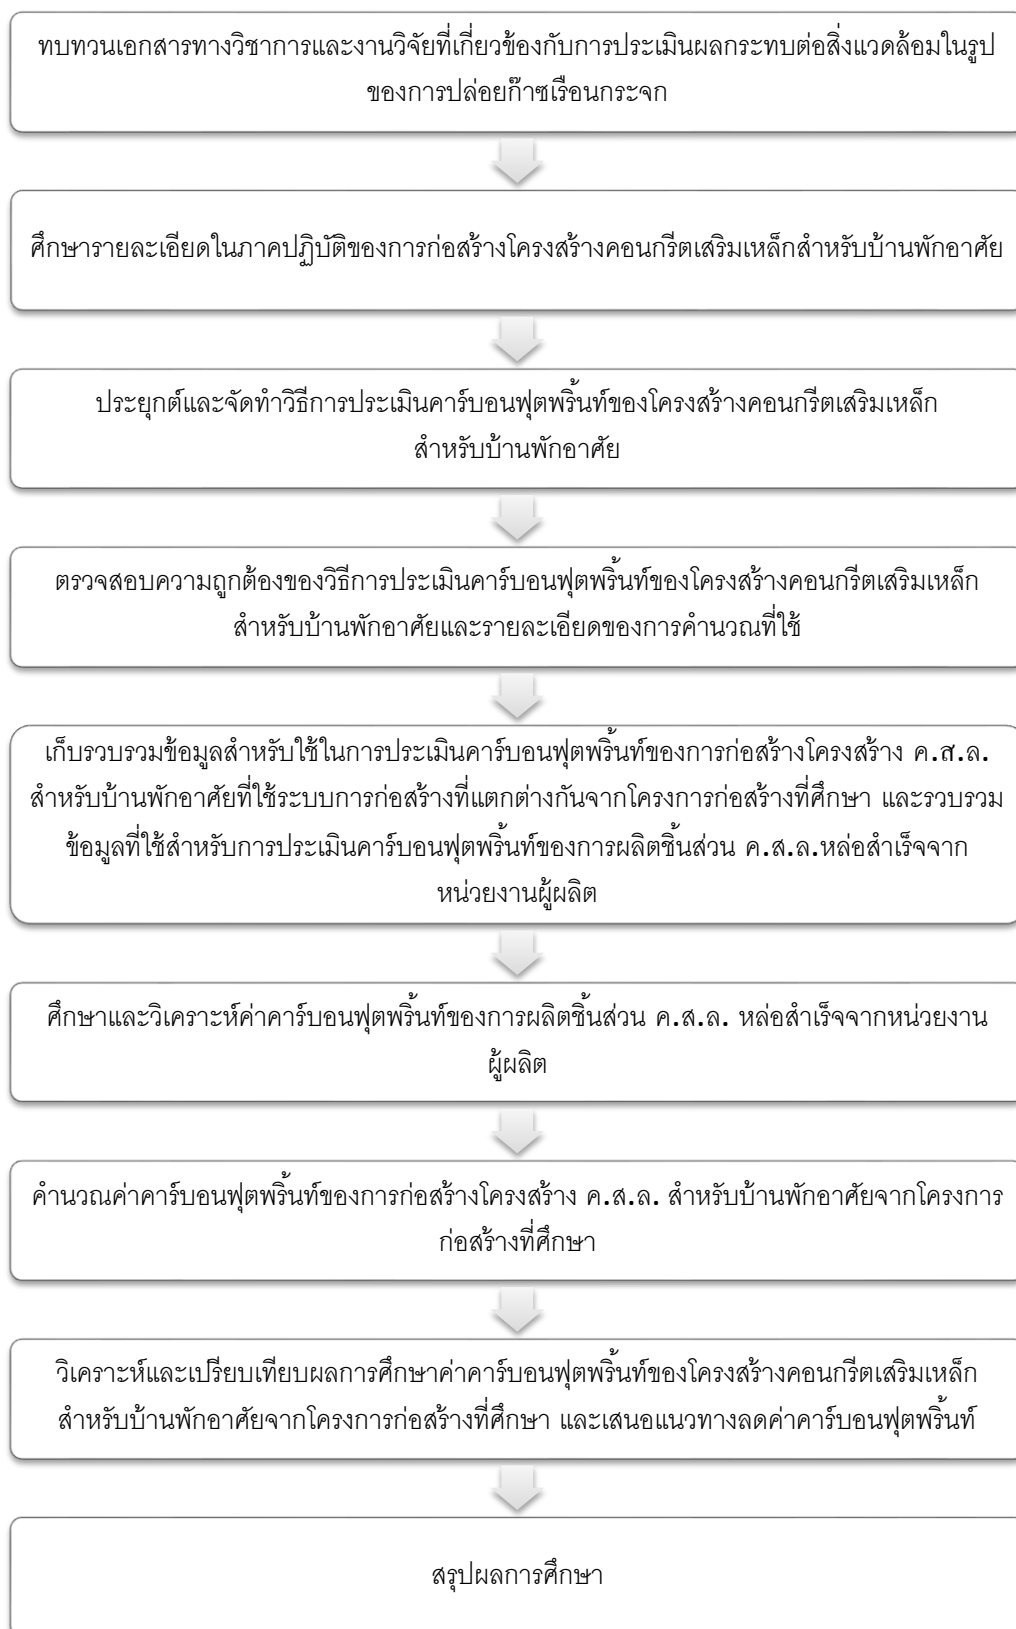 ทบทวนเอกสารทางวิชาการและงานวิจัยที่เกี่ยวข้องกับการประเมินผลกระทบต่อสิ่งแวดล้อมในรูป
ของการปล่อยก๊าซเรือนกระจก
ศึกษารายละเอียดในภาคปฏิบัติของการก่อสร้างโครงสร้างคอนกรีตเสริมเหล็กสำหรับบ้านพักอาศัย
ประยุกต์และจัดทำวิธีการประเมินคาร์บอนฟุตพริ้นท์ของโครงสร้างคอนกรีตเสริมเหล็ก
สำหรับบ้านพักอาศัย
ตรวจสอบความถูกต้องของวิธีการประเมินคาร์บอนฟุตพริ้นท์ของโครงสร้างคอนกรีตเสริมเหล็ก
สำหรับบ้านพักอาศัยและรายละเอียดของการคำนวณที่ใช้
เก็บรวบรวมข้อมูลสำหรับใช้ในการประเมินคาร์บอนฟุตพริ้นท์ของการก่อสร้างโครงสร้าง ค.ส.ล.
สำหรับบ้านพักอาศัยที่ใช้ระบบการก่อสร้างที่แตกต่างกันจากโครงการก่อสร้างที่ศึกษา และรวบรวม
ข้อมูลที่ใช้สำหรับการประเมินคาร์บอนฟุตพริ้นท์ของการผลิตชิ้นส่วน ค.ส.ล.หล่อสำเร็จจาก
หน่วยงานผู้ผลิต
ศึกษาและวิเคราะห์ค่าคาร์บอนฟุตพริ้นท์ของการผลิตชิ้นส่วน ค.ส.ล. หล่อสำเร็จจากหน่วยงาน
ผู้ผลิต
คำนวณค่าคาร์บอนฟุตพริ้นท์ของการก่อสร้างโครงสร้าง ค.ส.ล. สำหรับบ้านพักอาศัยจากโครงการ
ก่อสร้างที่ศึกษา
วิเคราะห์และเปรียบเทียบผลการศึกษาค่าคาร์บอนฟุตพริ้นท์ของโครงสร้างคอนกรีตเสริมเหล็ก
สำหรับบ้านพักอาศัยจากโครงการก่อสร้างที่ศึกษา และเสนอแนวทางลดค่าคาร์บอนฟุตพริ้นท์
สรุปผลการศึกษา